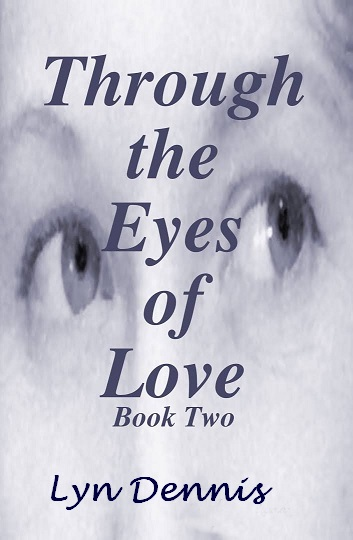 Through
the
Eyes
of
Love
Book Two
Lyn Dennis